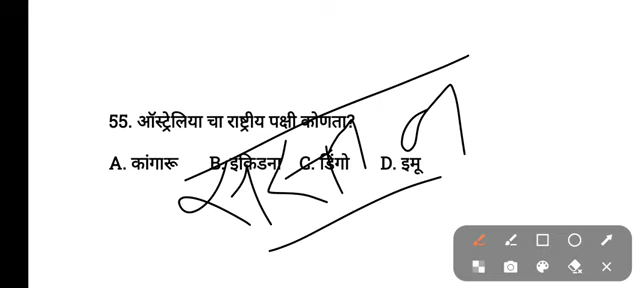 55. ऑस्ट्रेलिया चा राष्ट्रीय पक्षी कोणता?
A. कांगारू B. इकिडना C. डिंगो D. इमू